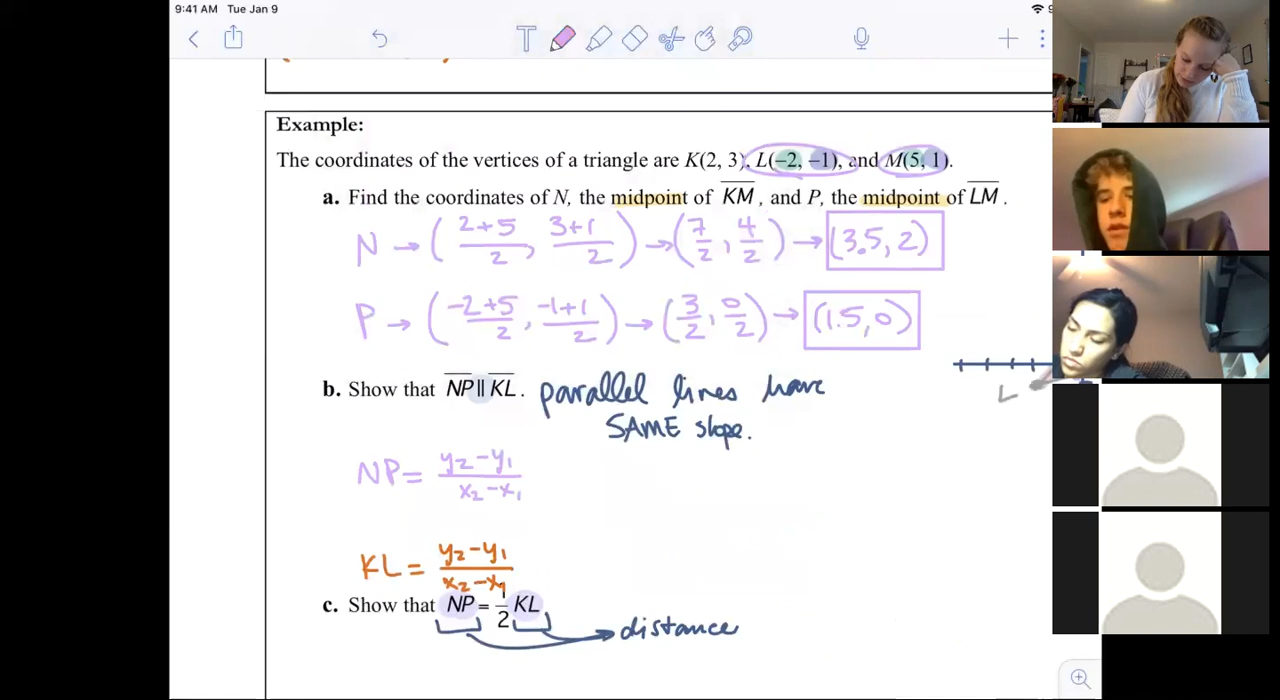 9:41 AM Tue Jan 9
Example:
The coordinates of the vertices of a triangle are K(2, 3), L(−2, −1), and M(5, 1).
a. Find the coordinates of N, the midpoint of KM, and P, the midpoint of LM.
N → (2+5/2, 3+1/2) → (7/2, 4/2) → (3.5, 2)
P → (-2+5/2, -1+1/2) → (3/2, 0/2) → (1.5, 0)
b. Show that NP || KL. parallel lines have
SAME slope.
L
NP = y₂-y₁/x₂-x₁
KL = y₂-y₁/x₂-x₁
c. Show that NP = 1/2 KL
distance